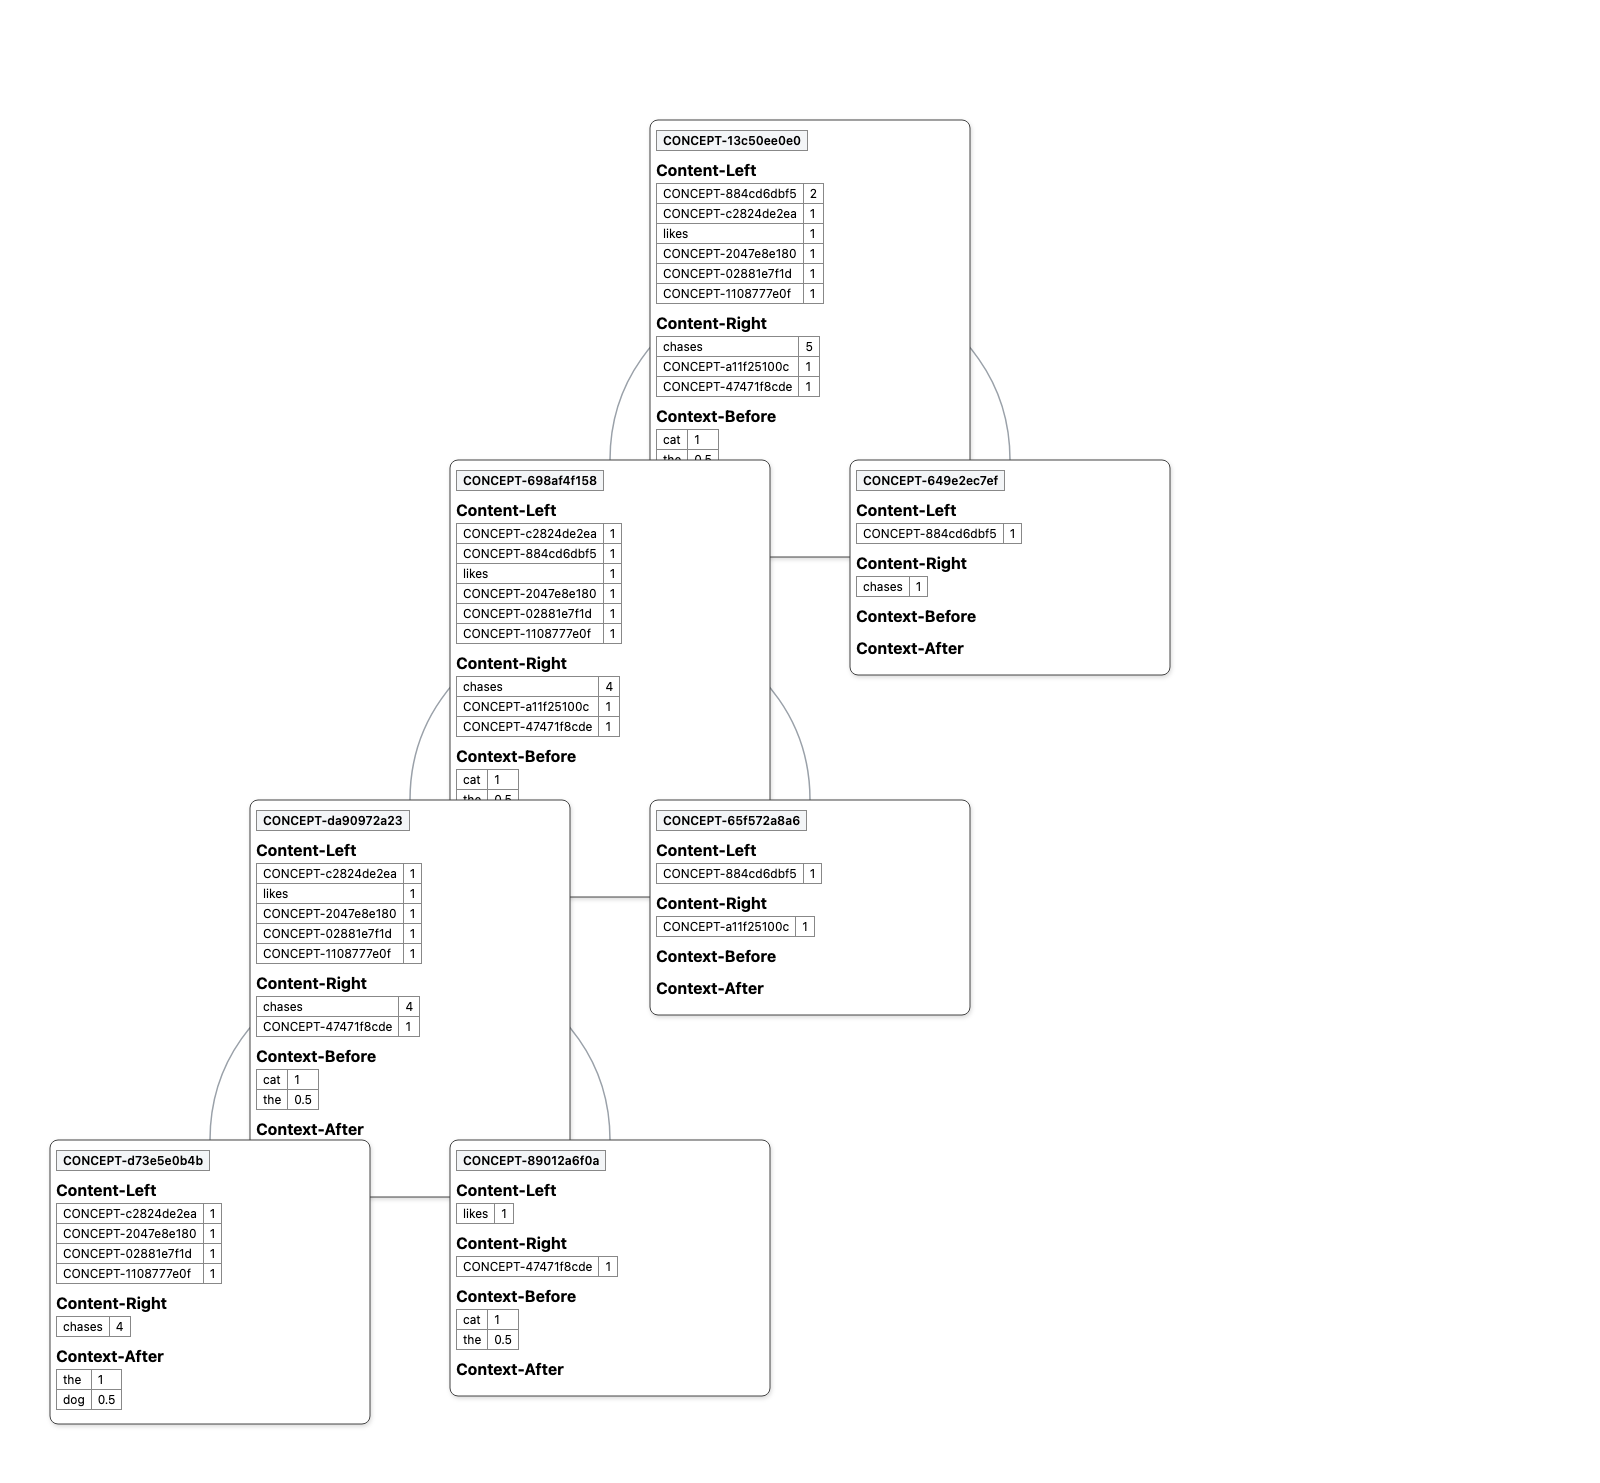 CONCEPT-13c50ee0e0
Content-Left
CONCEPT-884cd6dbf5 2
CONCEPT-c2824de2ea 1
likes 1
CONCEPT-2047e8e180 1
CONCEPT-02881e7f1d 1
CONCEPT-1108777e0f 1
Content-Right
chases 5
CONCEPT-a11f25100c 1
CONCEPT-47471f8cde 1
Context-Before
cat 1
the 0.5
CONCEPT-698af4f158
Content-Left
CONCEPT-c2824de2ea 1
CONCEPT-884cd6dbf5 1
likes 1
CONCEPT-2047e8e180 1
CONCEPT-02881e7f1d 1
CONCEPT-1108777e0f 1
Content-Right
chases 4
CONCEPT-a11f25100c 1
CONCEPT-47471f8cde 1
Context-Before
cat 1
the 0.5
CONCEPT-649e2ec7ef
Content-Left
CONCEPT-884cd6dbf5 1
Content-Right
chases 1
Context-Before
Context-After
CONCEPT-da90972a23
Content-Left
CONCEPT-c2824de2ea 1
likes 1
CONCEPT-2047e8e180 1
CONCEPT-02881e7f1d 1
CONCEPT-1108777e0f 1
Content-Right
chases 4
CONCEPT-47471f8cde 1
Context-Before
cat 1
the 0.5
Context-After
CONCEPT-65f572a8a6
Content-Left
CONCEPT-884cd6dbf5 1
Content-Right
CONCEPT-a11f25100c 1
Context-Before
Context-After
CONCEPT-d73e5e0b4b
Content-Left
CONCEPT-c2824de2ea 1
CONCEPT-2047e8e180 1
CONCEPT-02881e7f1d 1
CONCEPT-1108777e0f 1
Content-Right
chases 4
Context-After
the 1
dog 0.5
CONCEPT-89012a6f0a
Content-Left
likes 1
Content-Right
CONCEPT-47471f8cde 1
Context-Before
cat 1
the 0.5
Context-After